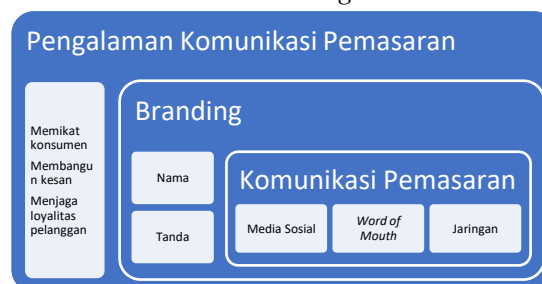 Pengalaman Komunikasi Pemasaran
Memikat
konsumen
Membangu
n kesan
Menjaga
loyalitas
pelanggan
Branding
Nama
Tanda
Komunikasi Pemasaran
Media Sosial
Word of
Mouth
Jaringan